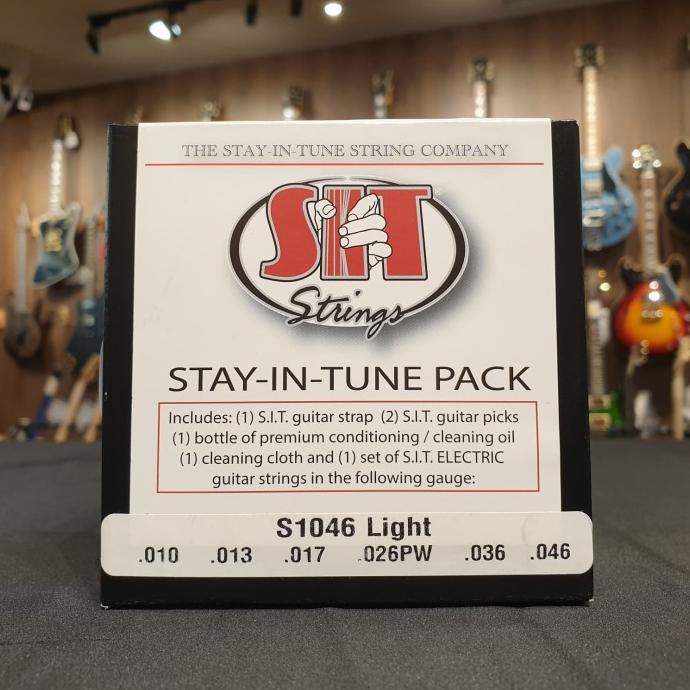 THE STAY-IN-TUNE STRING COMPANY
SIT
Strings
STAY-IN-TUNE PACK
Includes: (1) S.I.T. guitar strap (2) S.I.T. guitar picks
(1) bottle of premium conditioning / cleaning oil
(1) cleaning cloth and (1) set of S.I.T. ELECTRIC
guitar strings in the following gauge:
S1046 Light
.010 .013 .017 .026PW .036 .046